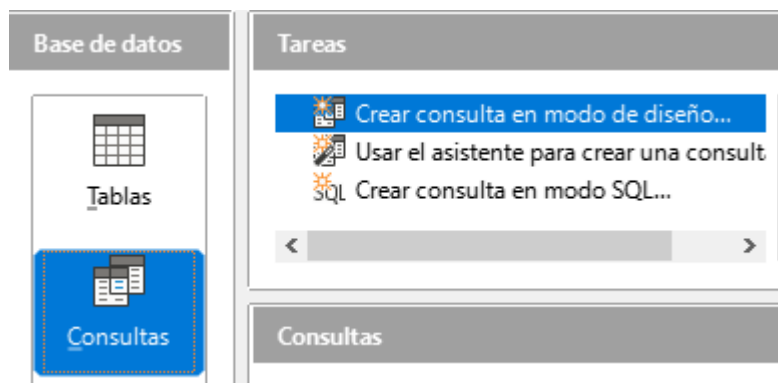 Base de datos
Tareas
Tablas
Consultas
Crear consulta en modo de diseño...
Usar el asistente para crear una consult
SQL Crear consulta en modo SQL...
Consultas